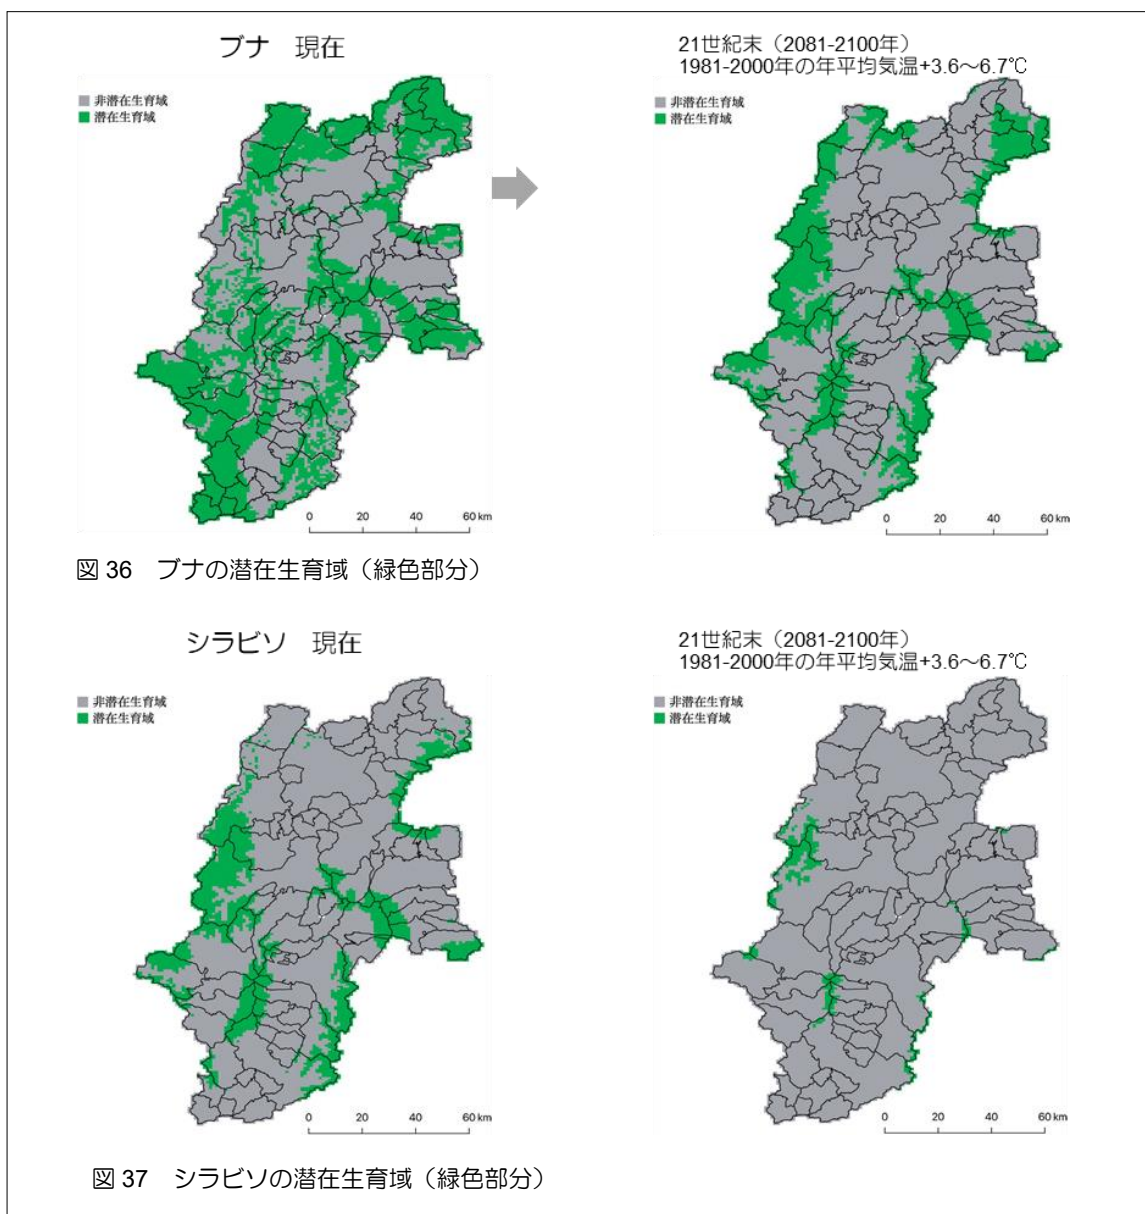 ブナ　現在
21世紀末（2081-2100年）
1981-2000年の年平均気温+3.6～6.7℃
非潜在生育域
潜在生育域
非潜在生育域
潜在生育域
0 20 40 60 km
0 20 40 60 km
図 36　ブナの潜在生育域（緑色部分）
シラビソ　現在
21世紀末（2081-2100年）
1981-2000年の年平均気温+3.6～6.7℃
非潜在生育域
潜在生育域
非潜在生育域
潜在生育域
0 20 40 60 km
0 20 40 60 km
図 37　シラビソの潜在生育域（緑色部分）